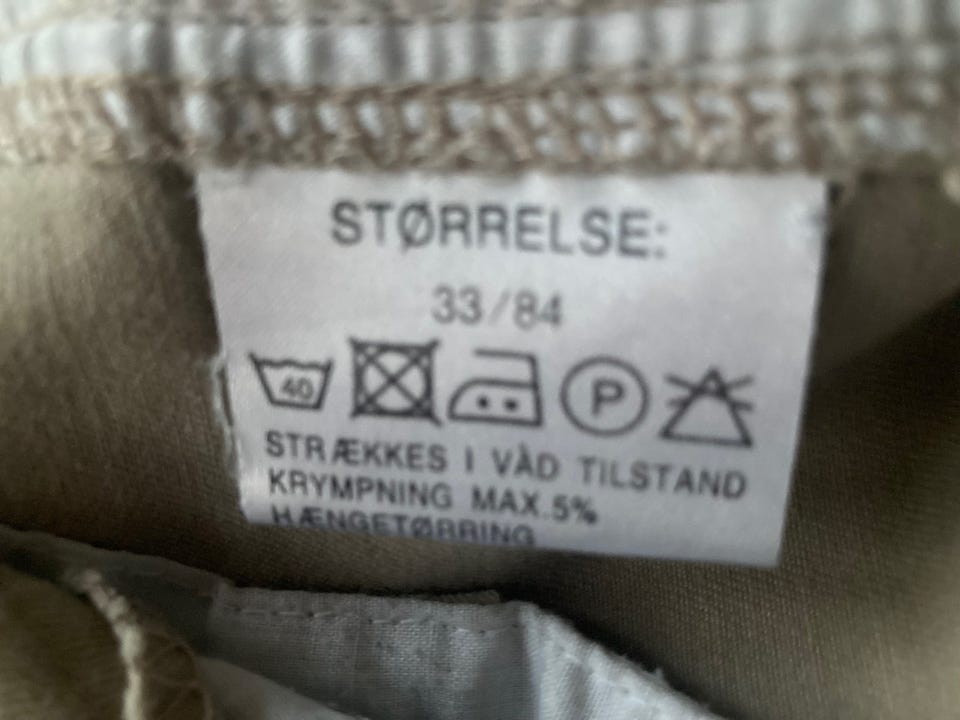 STØRRELSE:
33/84
40 P
STRÆKKES I VÅD TILSTAND
KRYMPNING MAX.5%
HÆNGETØRRING